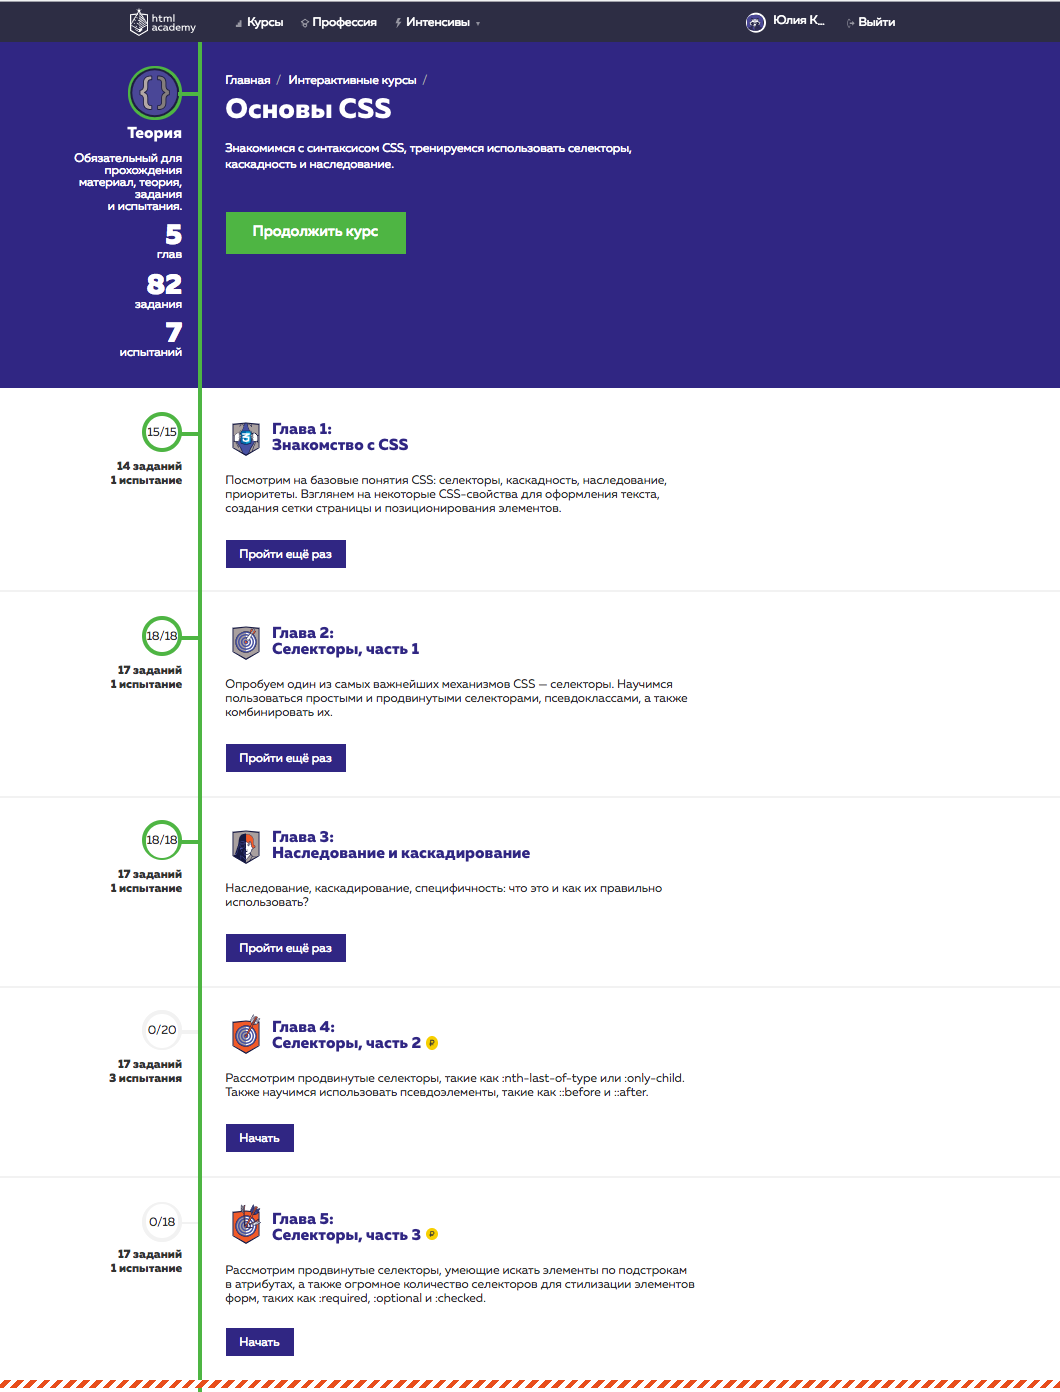 html
academy
Курсы
Профессия
Интенсивы
Юлия К...
Выйти
Теория
Обязательный для
прохождения
материал, теория,
задания
и испытания.
5
глав
82
задания
7
испытаний
Главная / Интерактивные курсы /
Основы CSS
Знакомимся с синтаксисом CSS, тренируемся использовать селекторы,
каскадность и наследование.
Продолжить курс
15/15
14 заданий
1 испытание
Глава 1:
Знакомство с CSS
Посмотрим на базовые понятия CSS: селекторы, каскадность, наследование,
приоритеты. Взглянем на некоторые CSS-свойства для оформления текста,
создания сетки страницы и позиционирования элементов.
Пройти ещё раз
18/18
17 заданий
1 испытание
Глава 2:
Селекторы, часть 1
Опробуем один из самых важнейших механизмов CSS — селекторы. Научимся
пользоваться простыми и продвинутыми селекторами, псевдоклассами, а также
комбинировать их.
Пройти ещё раз
18/18
17 заданий
1 испытание
Глава 3:
Наследование и каскадирование
Наследование, каскадирование, специфичность: что это и как их правильно
использовать?
Пройти ещё раз
0/20
17 заданий
3 испытания
Глава 4:
Селекторы, часть 2 ₽
Рассмотрим продвинутые селекторы, такие как :nth-last-of-type или :only-child.
Также научимся использовать псевдоэлементы, такие как ::before и ::after.
Начать
0/18
17 заданий
1 испытание
Глава 5:
Селекторы, часть 3 ₽
Рассмотрим продвинутые селекторы, умеющие искать элементы по подстрокам
в атрибутах, а также огромное количество селекторов для стилизации элементов
форм, таких как :required, :optional и :checked.
Начать